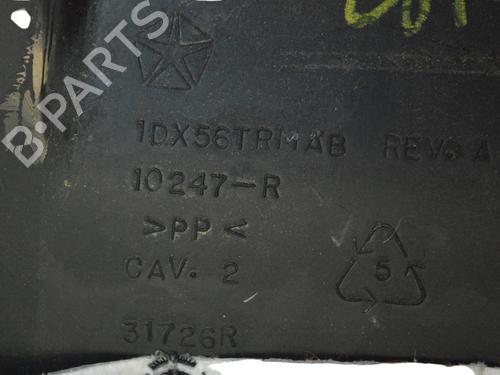 B-PARTS
1DX56TRMAB REV: A
10247-R
>PP<
CAV. 2
5
31726R